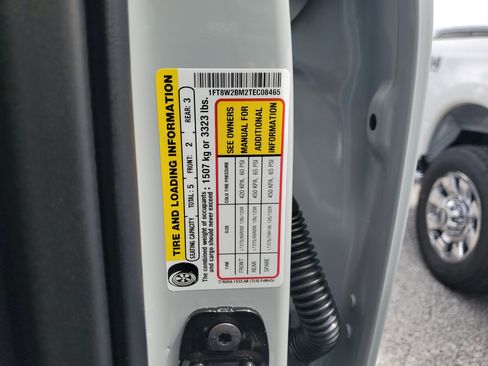 1FT8W2BM2TEC08465
TIRE AND LOADING INFORMATION
SEATING CAPACITY TOTAL: 5 FRONT: 2 REAR: 3
The combined weight of occupants : 1507 kg or 3323 lbs.
and cargo should never exceed
TIRE SIZE COLD TIRE PRESSURE
FRONT 420 KPA, 60 PSI
REAR 450 KPA, 65 PSI
SPARE 450 KPA, 65 PSI
SEE OWNERS
MANUAL FOR
ADDITIONAL
INFORMATION